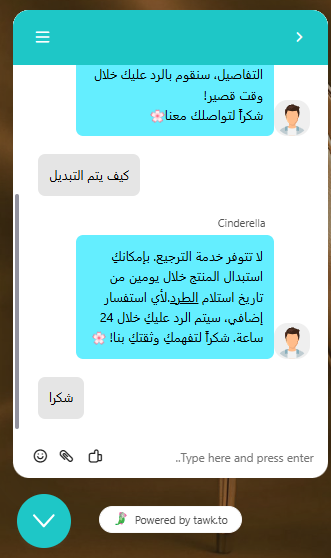 التفاصيل، سنقوم بالرد عليك خلال
وقت قصير!
شكراً لتواصلك معنا🌸
كيف يتم التبديل
Cinderella
لا تتوفر خدمة الترجيع. بإمكانكِ
استبدال المنتج خلال يومين من
تاريخ استلام الطرد.لأي استفسار
إضافي، سيتم الرد عليكِ خلال 24
ساعة. شكراً لتفهمكِ وثقتكِ بنا! 🌸
شكرا
Type here and press enter..
Powered by tawk.to